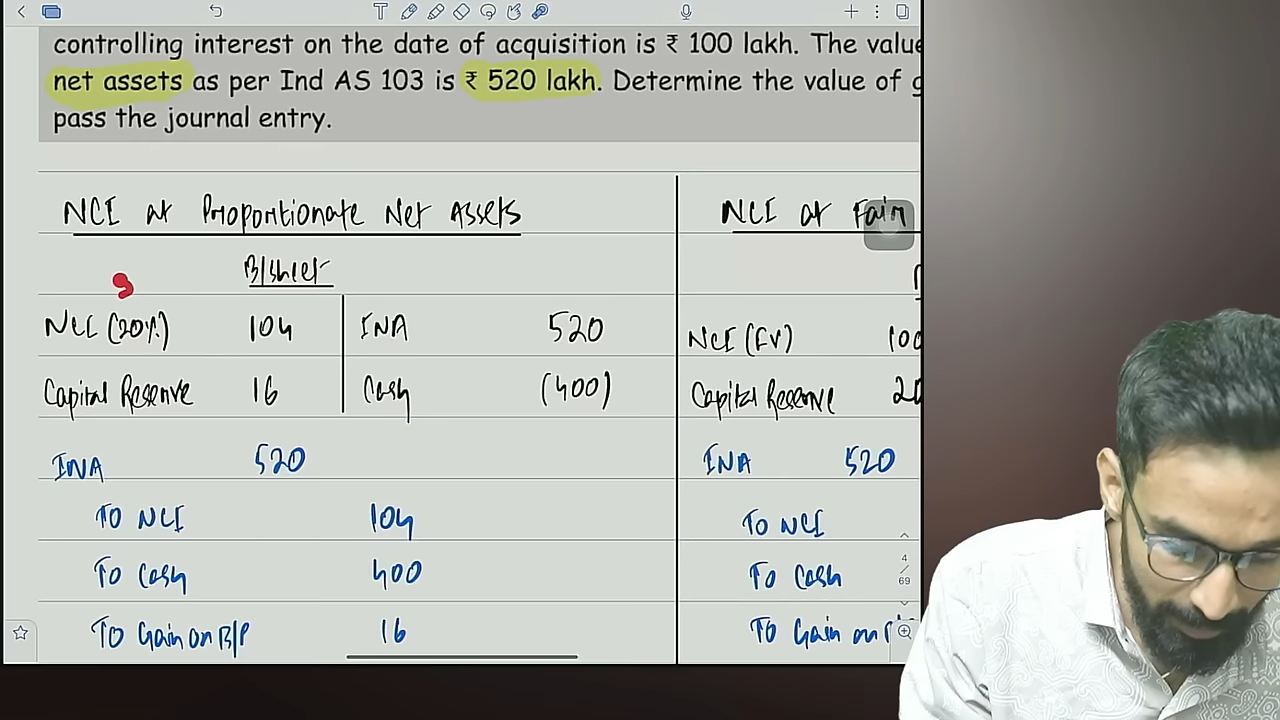 controlling interest on the date of acquisition is ₹ 100 lakh. The value
net assets as per Ind AS 103 is ₹ 520 lakh. Determine the value of g
pass the journal entry.
NCI at Proportionate Net Assets
B/sheet
NCI (20%) 104 INA 520
Capital Reserve 16 Cash (400)
INA 520
To NCI 104
To Cash 400
To Gain on B/P 16
NCI at Fair
NCI (FV) 100
Capital Reserve 20
INA 520
To NCI
To Cash
To Gain on
4
/
69